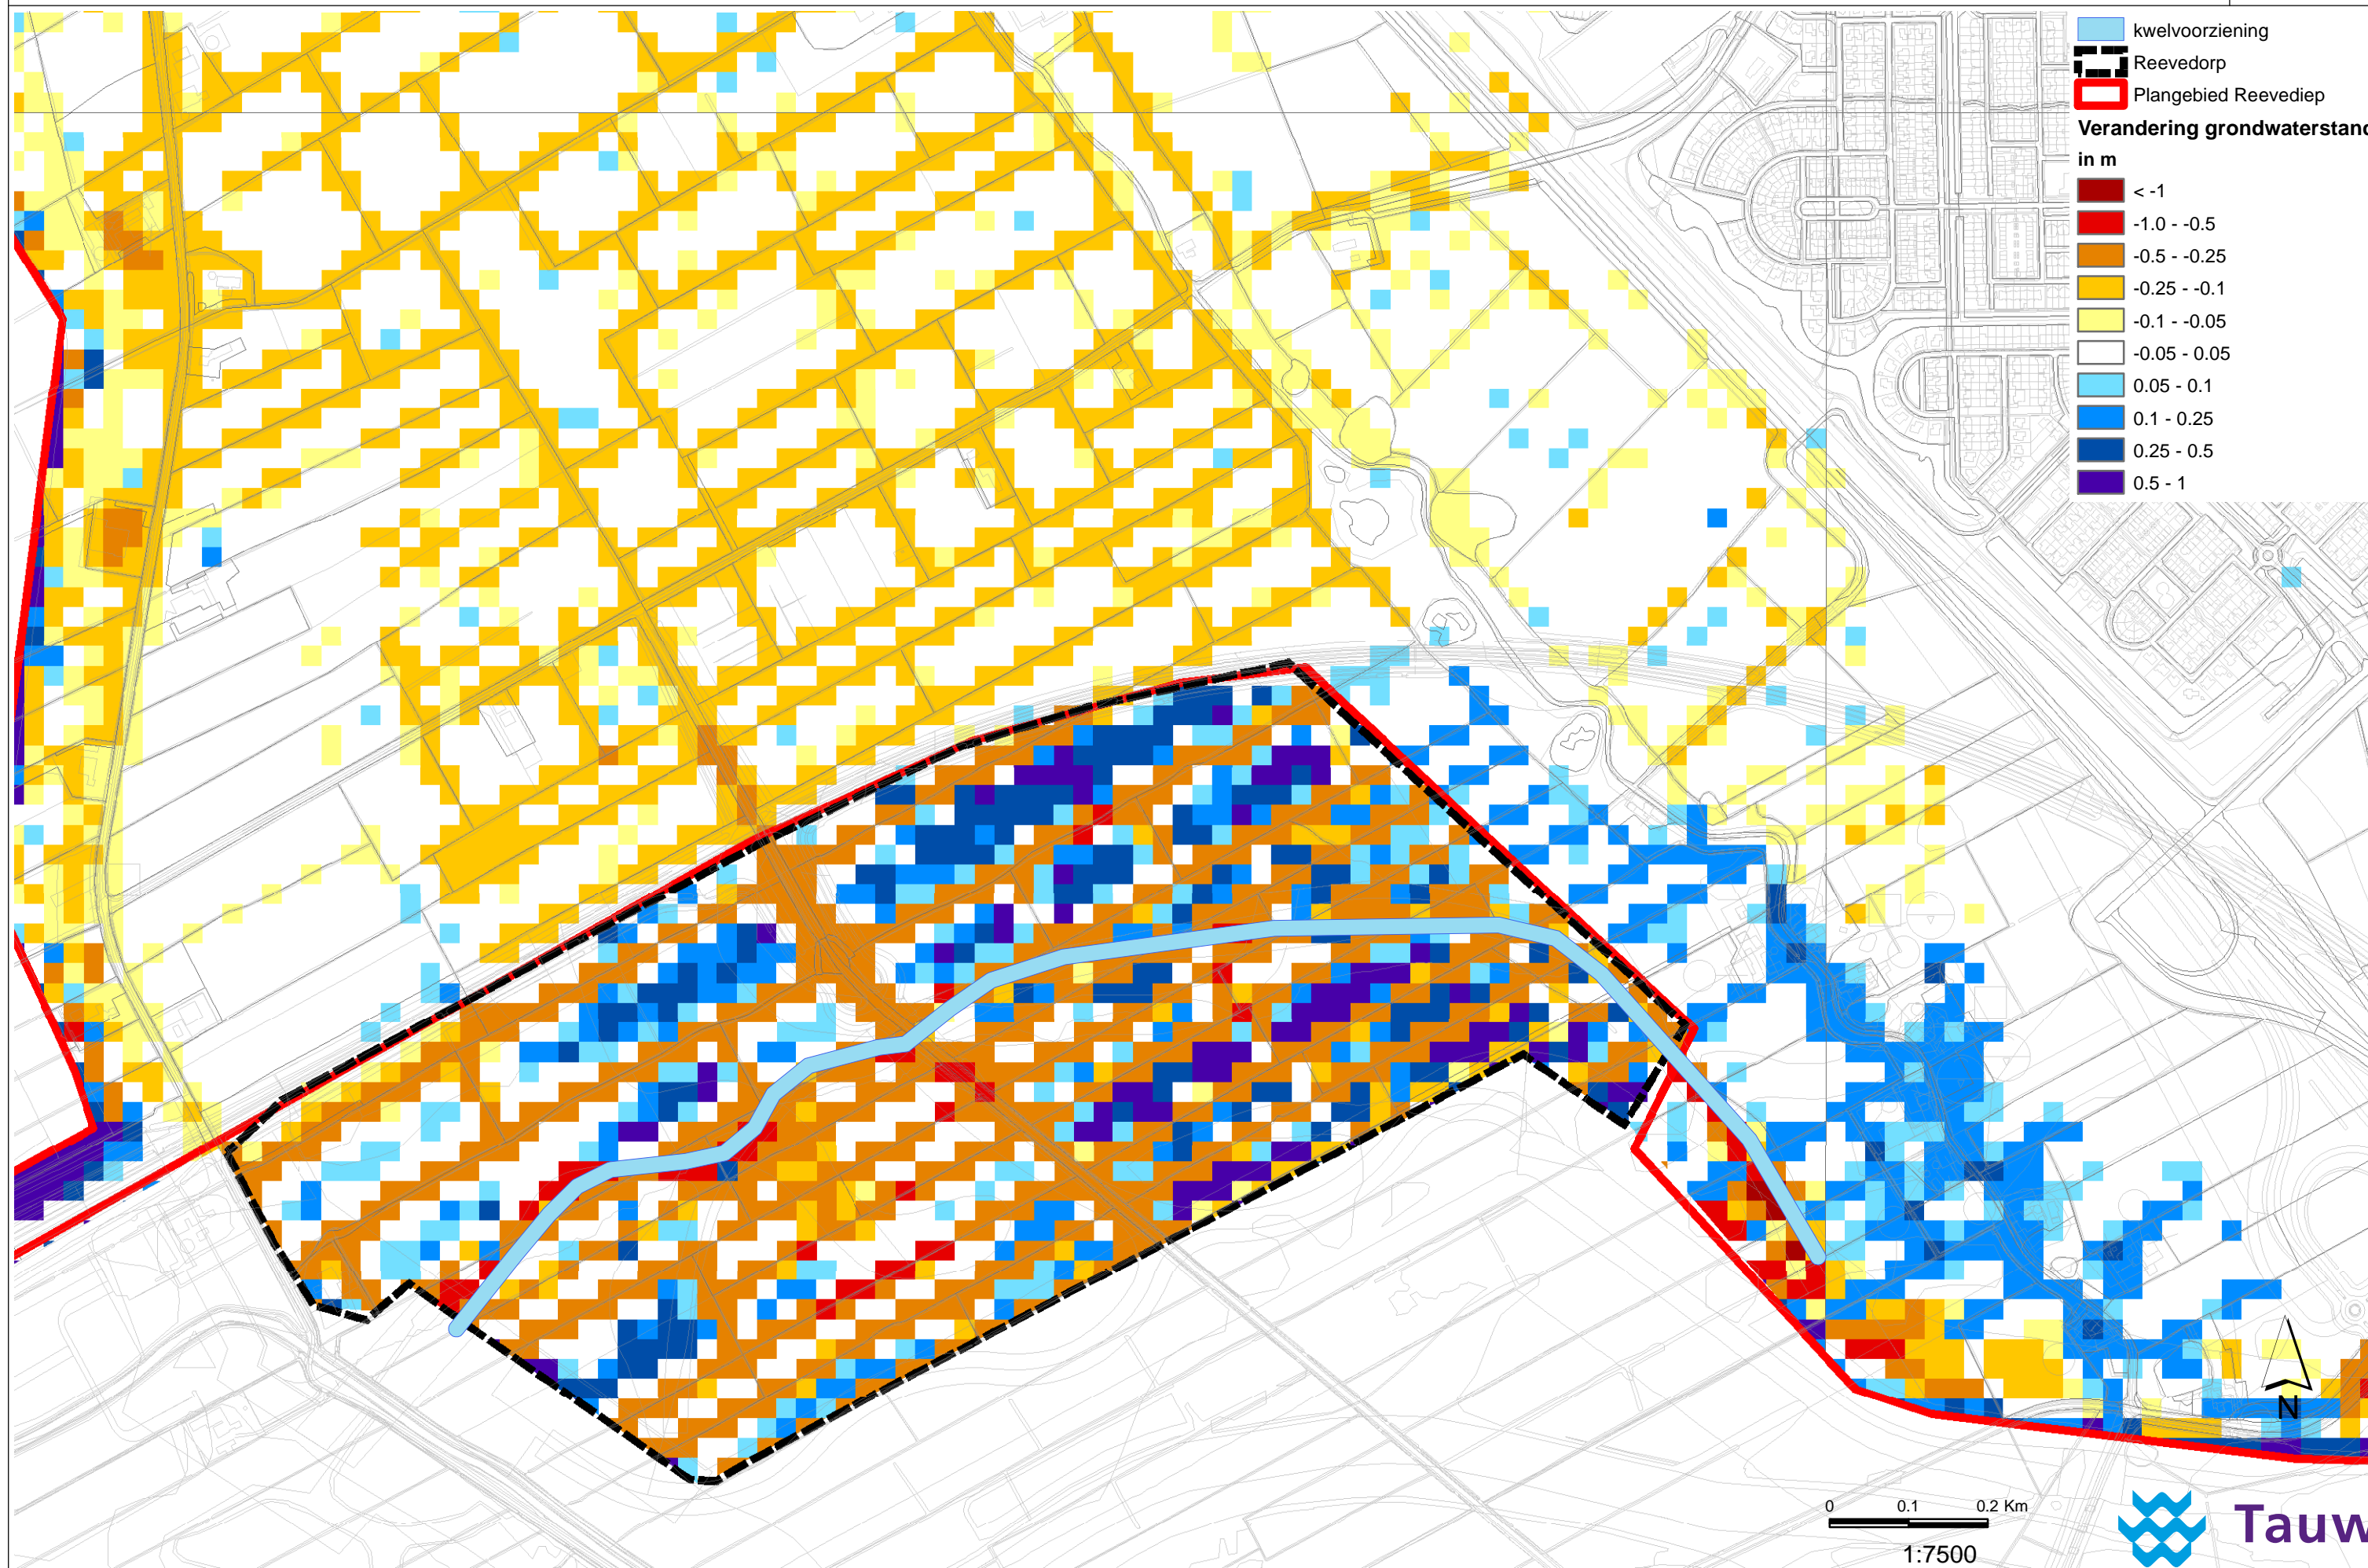 kwelvoorziening
Reevedorp
Plangebied Reevediep
Verandering grondwaterstand
in m
< -1
-1.0 - -0.5
-0.5 - -0.25
-0.25 - -0.1
-0.1 - -0.05
-0.05 - 0.05
0.05 - 0.1
0.1 - 0.25
0.25 - 0.5
0.5 - 1
N
0 0.1 0.2 Km
1:7500
Tauw